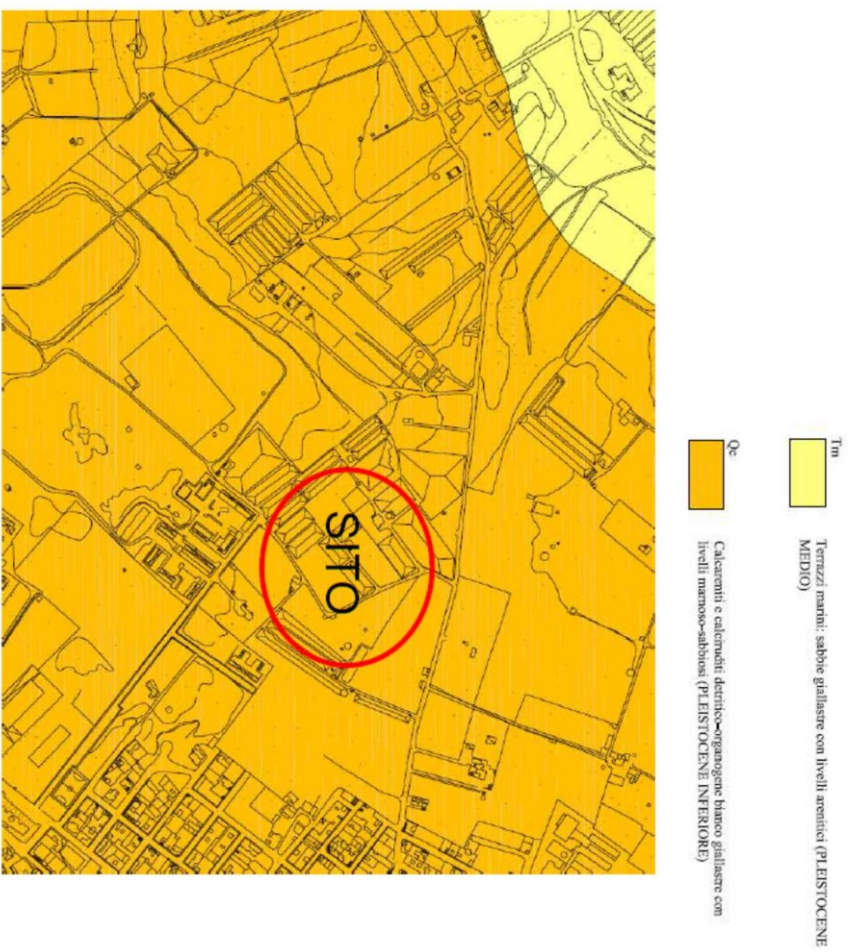 SITO
Tm
Terrazzi marini: sabbie giallastre con livelli arenitici (PLEISTOCENE
MEDIO)
Qc
Calcareniti e calciruditi detritico-organogene bianco giallastre con
livelli marnoso-sabbiosi (PLEISTOCENE INFERIORE)